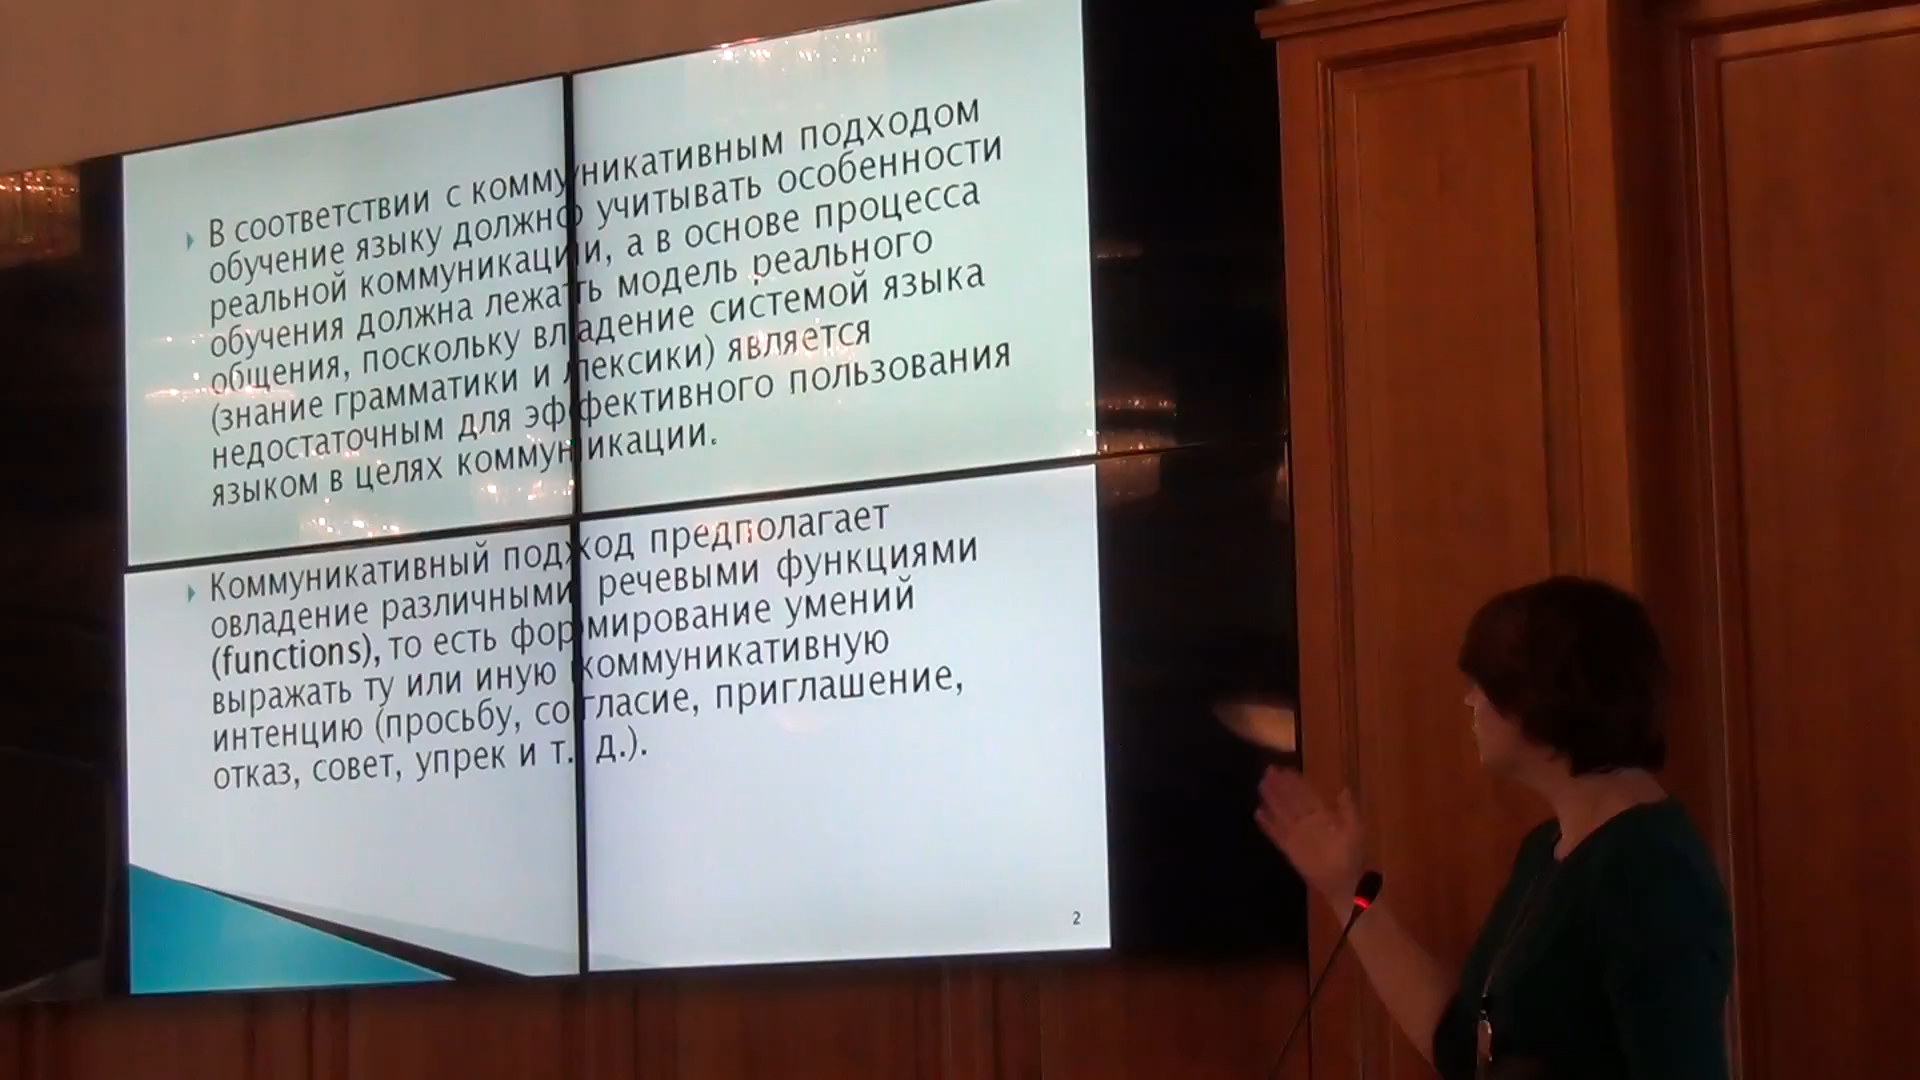 В соответствии с коммуникативным подходом
обучение языку должно учитывать особенности
реальной коммуникации, а в основе процесса
обучения должна лежать модель реального
общения, поскольку владение системой языка
(знание грамматики и лексики) является
недостаточным для эффективного пользования
языком в целях коммуникации.
Коммуникативный подход предполагает
овладение различными речевыми функциями
(functions), то есть формирование умений
выражать ту или иную коммуникативную
интенцию (просьбу, согласие, приглашение,
отказ, совет, упрек и т. д.).
2